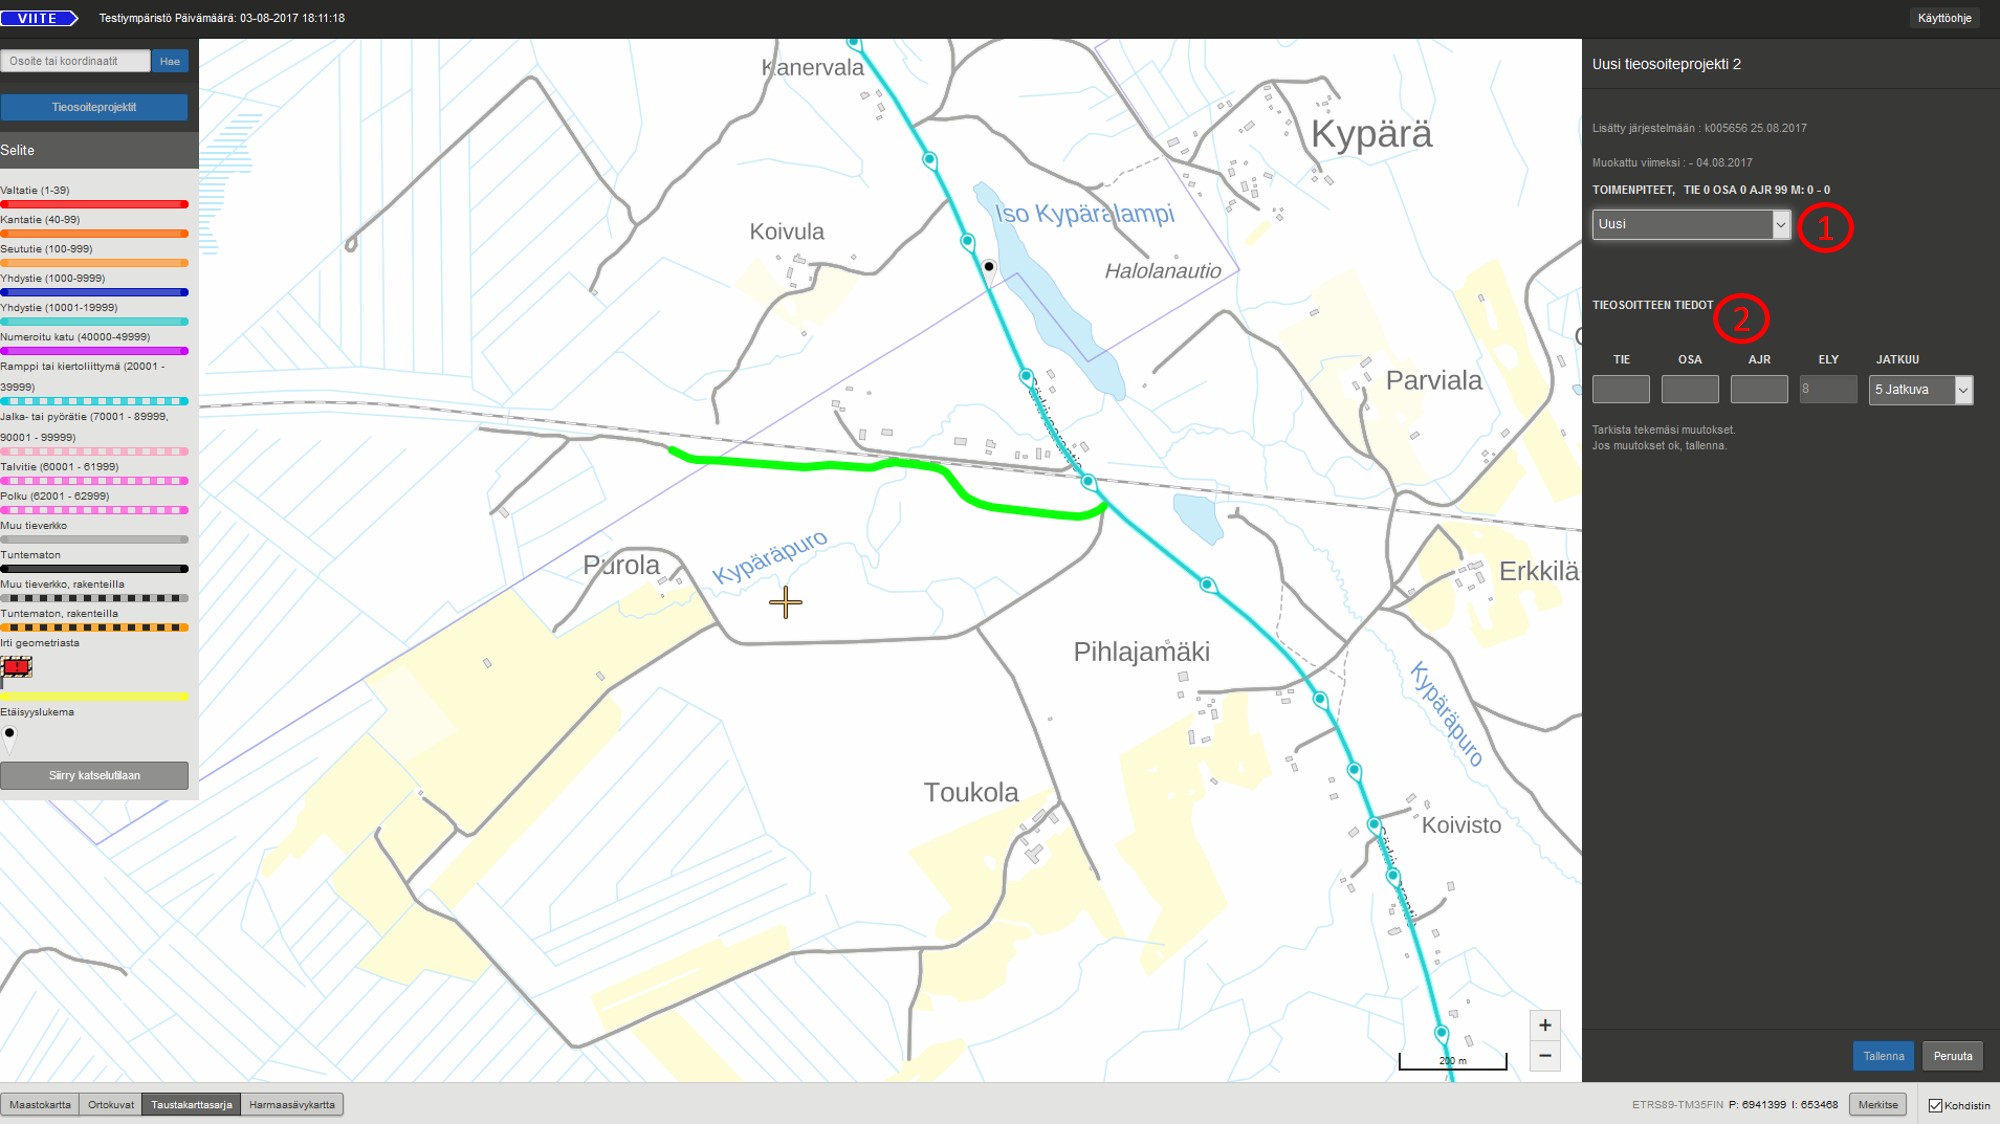 VIITE
Testiympäristö Päivämäärä: 03-08-2017 18:11:18
Käyttöohje
Osoite tai koordinaatit
Hae
Tieosoiteprojektit
Selite
Valtatie (1-39)
Kantatie (40-99)
Seututie (100-999)
Yhdystie (1000-9999)
Yhdystie (10001-19999)
Numeroitu katu (40000-49999)
Ramppi tai kiertoliittymä (20001 -
39999)
Jalka- tai pyörätie (70001 - 89999,
90001 - 99999)
Talvitie (60001 - 61999)
Polku (62001 - 62999)
Muu tieverkko
Tuntematon
Muu tieverkko, rakenteilla
Tuntematon, rakenteilla
Irti geometriasta
!
Etäisyyslukema
Siirry katselutilaan
Kanervala
Kypärä
Iso Kypärälampi
Koivula
Halolanautio
Parviala
Purola
Kypäräpuro
Erkkilä
Pihlajamäki
Kypäräpuro
Toukola
Koivisto
200 m
+
−
Uusi tieosoiteprojekti 2
Lisätty järjestelmään : k005656 25.08.2017
Muokattu viimeksi : - 04.08.2017
TOIMENPITEET, TIE 0 OSA 0 AJR 99 M: 0 - 0
Uusi
1
TIEOSOITTEEN TIEDOT
2
TIE OSA AJR ELY JATKUU
8 5 Jatkuva
Tarkista tekemäsi muutokset.
Jos muutokset ok, tallenna.
Tallenna Peruuta
Maastokartta Ortokuvat Taustakarttasarja Harmaasävykartta
ETRS89-TM35FIN P: 6941399 I: 653468 Merkitse Kohdistin